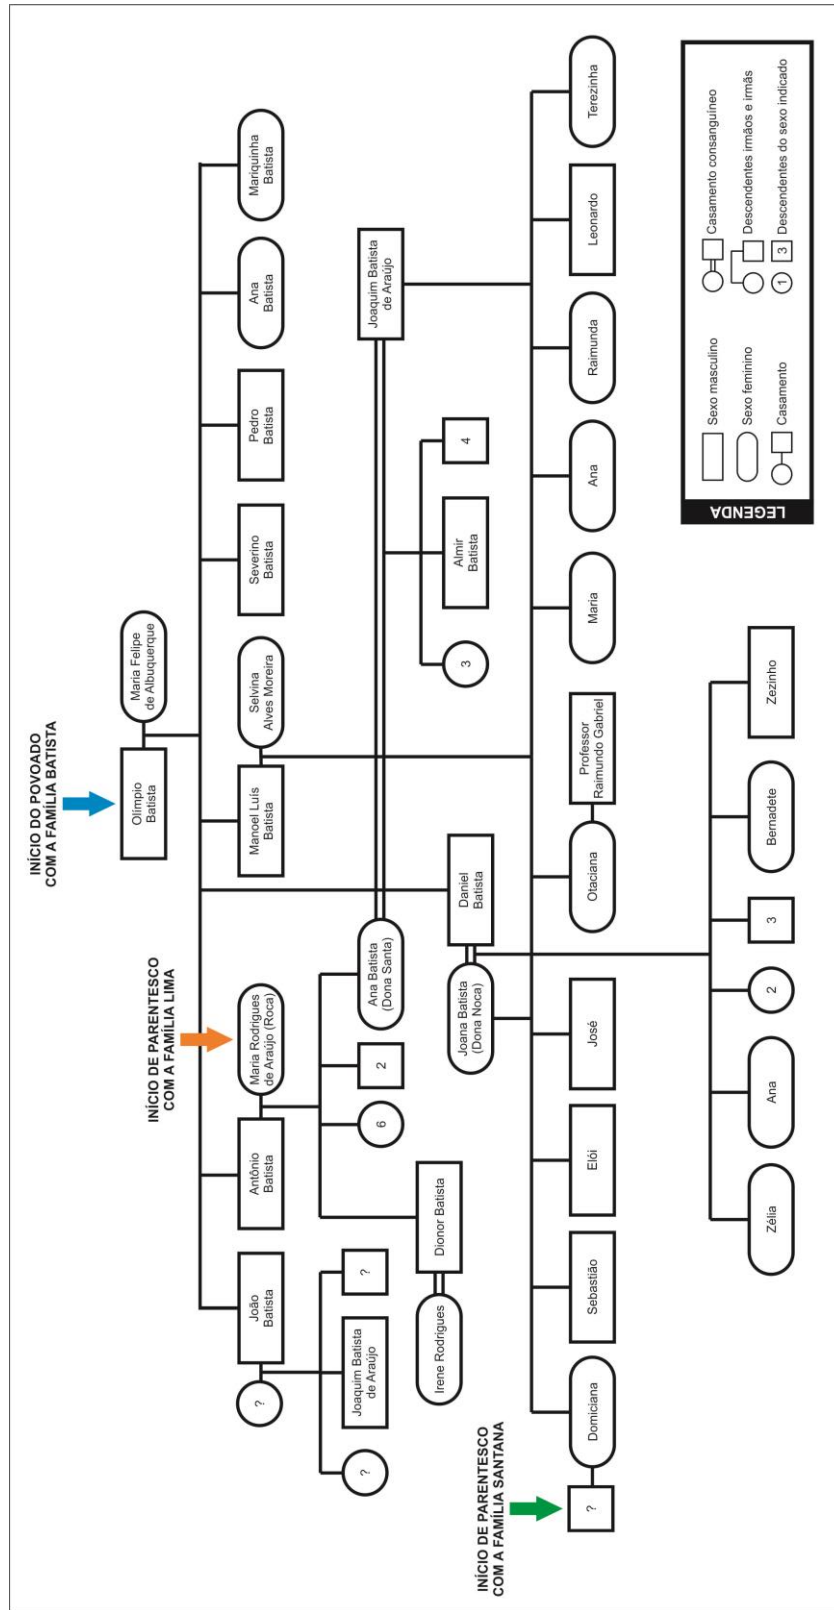 INÍCIO DO POVOADO
COM A FAMÍLIA BATISTA
Olímpio
Batista
Maria Felipe
de Albuquerque
INÍCIO DE PARENTESCO
COM A FAMÍLIA LIMA
?
João
Batista
Antônio
Batista
Maria Rodrigues
de Araújo (Roca)
Manoel Luís
Batista
Selvina
Alves Moreira
Severino
Batista
Pedro
Batista
Ana
Batista
Mariquinha
Batista
?
Joaquim Batista
de Araújo
?
6
2
Ana Batista
(Dona Santa)
Joaquim Batista
de Araújo
Irene Rodrigues
Dionor Batista
Joana Batista
(Dona Noca)
Daniel
Batista
3
Almir
Batista
4
INÍCIO DE PARENTESCO
COM A FAMÍLIA SANTANA
?
Domiciana
Sebastião
Elói
José
Otaciana
Professor
Raimundo Gabriel
Maria
Ana
Raimunda
Leonardo
Terezinha
Zélia
Ana
2
3
Bernadete
Zezinho
LEGENDA
Sexo masculino
Sexo feminino
Casamento
Casamento consanguíneo
Descendentes irmãos e irmãs
1
3
Descendentes do sexo indicado